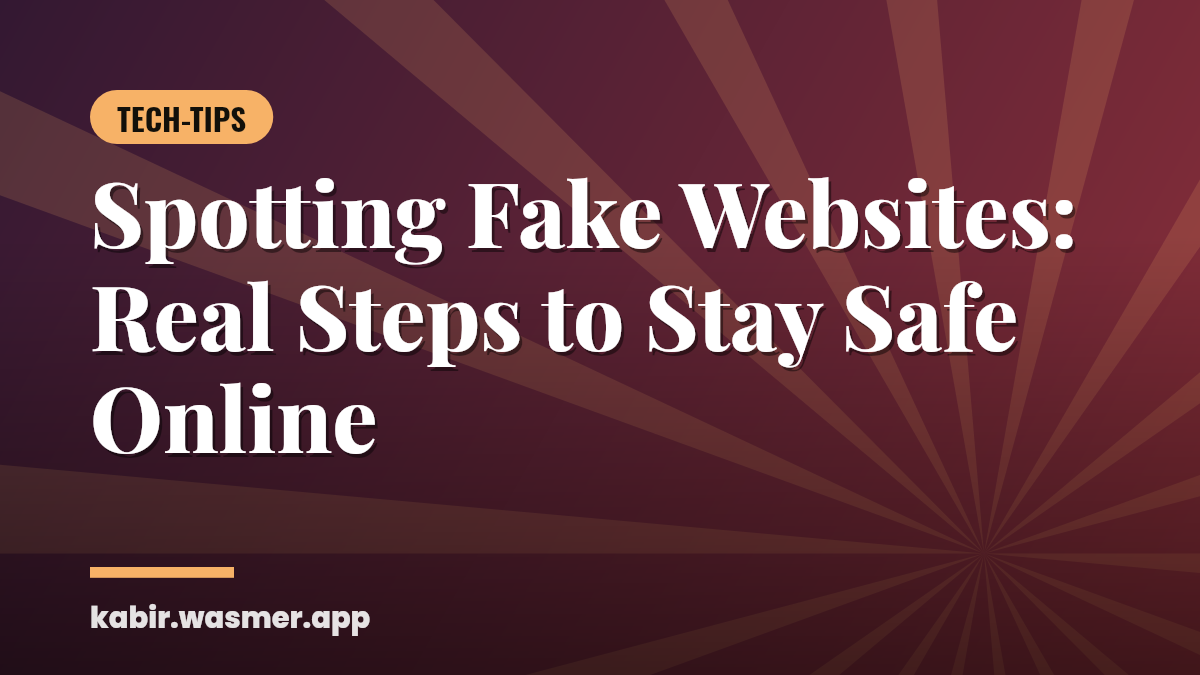 TECH-TIPS
Spotting Fake Websites:
Real Steps to Stay Safe
Online
kabir.wasmer.app